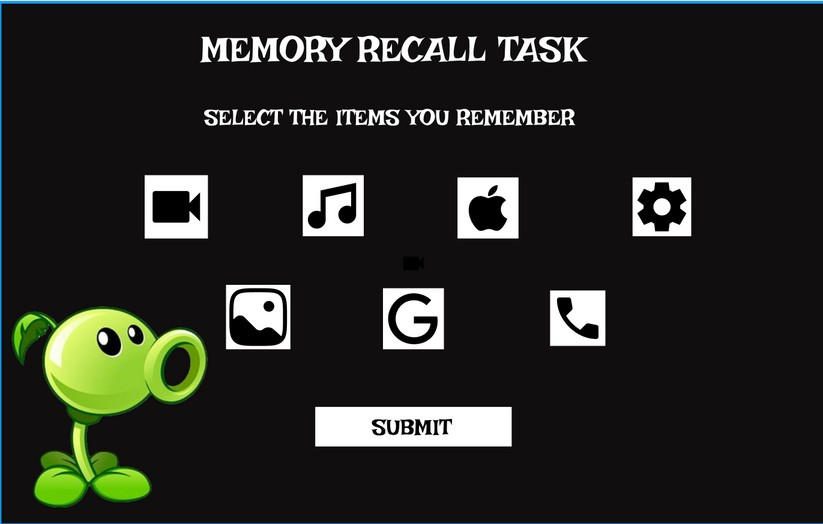 MEMORY RECALL TASK
SELECT THE ITEMS YOU REMEMBER
G
SUBMIT